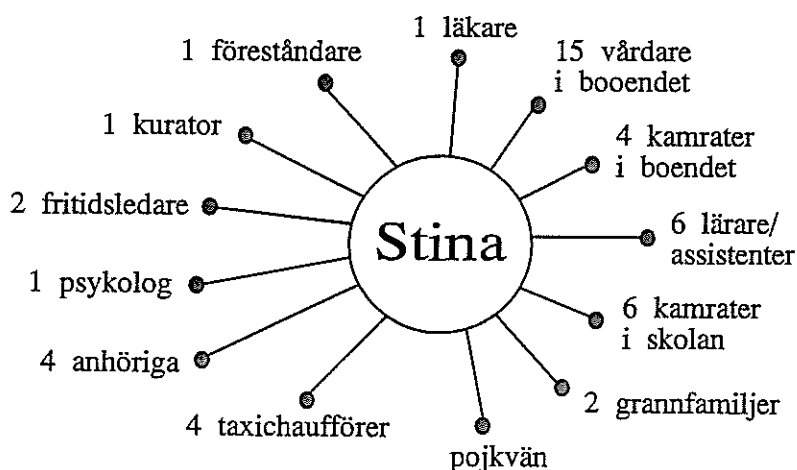 1 läkare
1 föreståndare
15 vårdare
i booendet
1 kurator
4 kamrater
i boendet
2 fritidsledare
Stina
6 lärare/
assistenter
1 psykolog
6 kamrater
i skolan
4 anhöriga
2 grannfamiljer
4 taxichaufförer
pojkvän